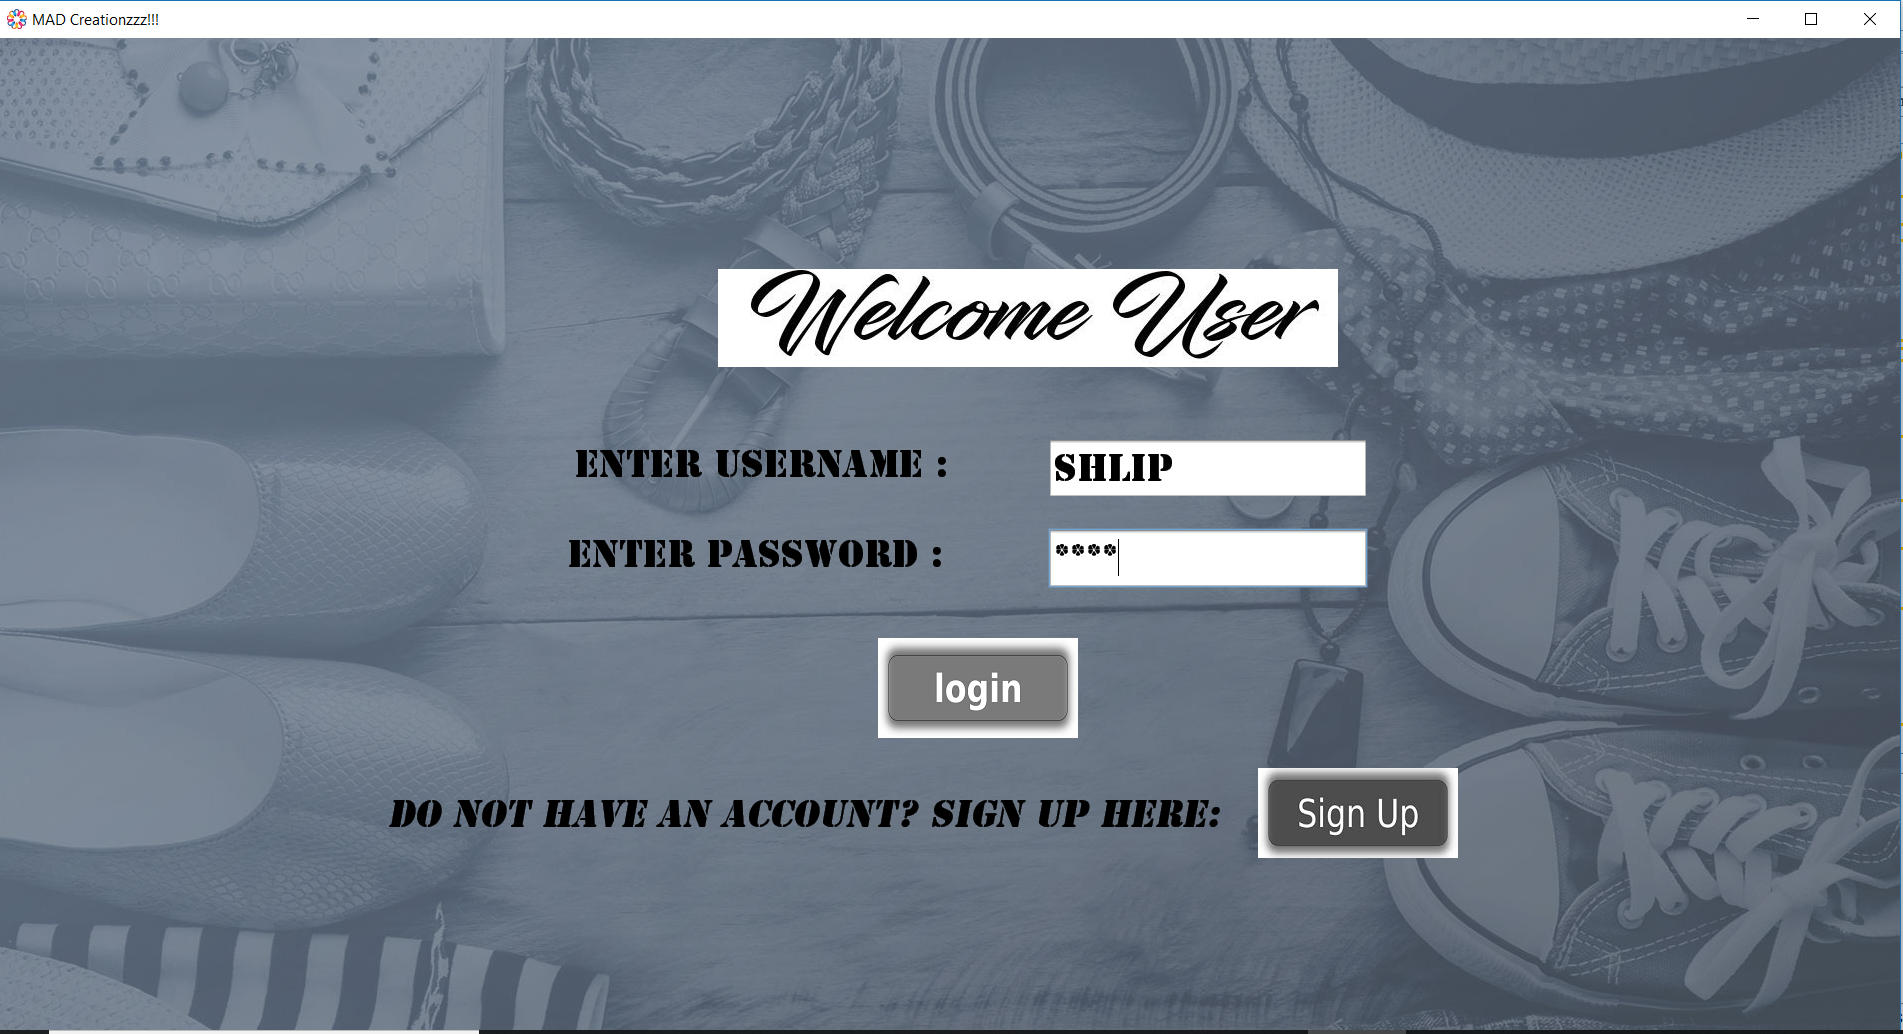 MAD Creationzzz!!!
Welcome User
ENTER USERNAME :
SHLIP
ENTER PASSWORD :
****
login
DO NOT HAVE AN ACCOUNT? SIGN UP HERE:
Sign Up